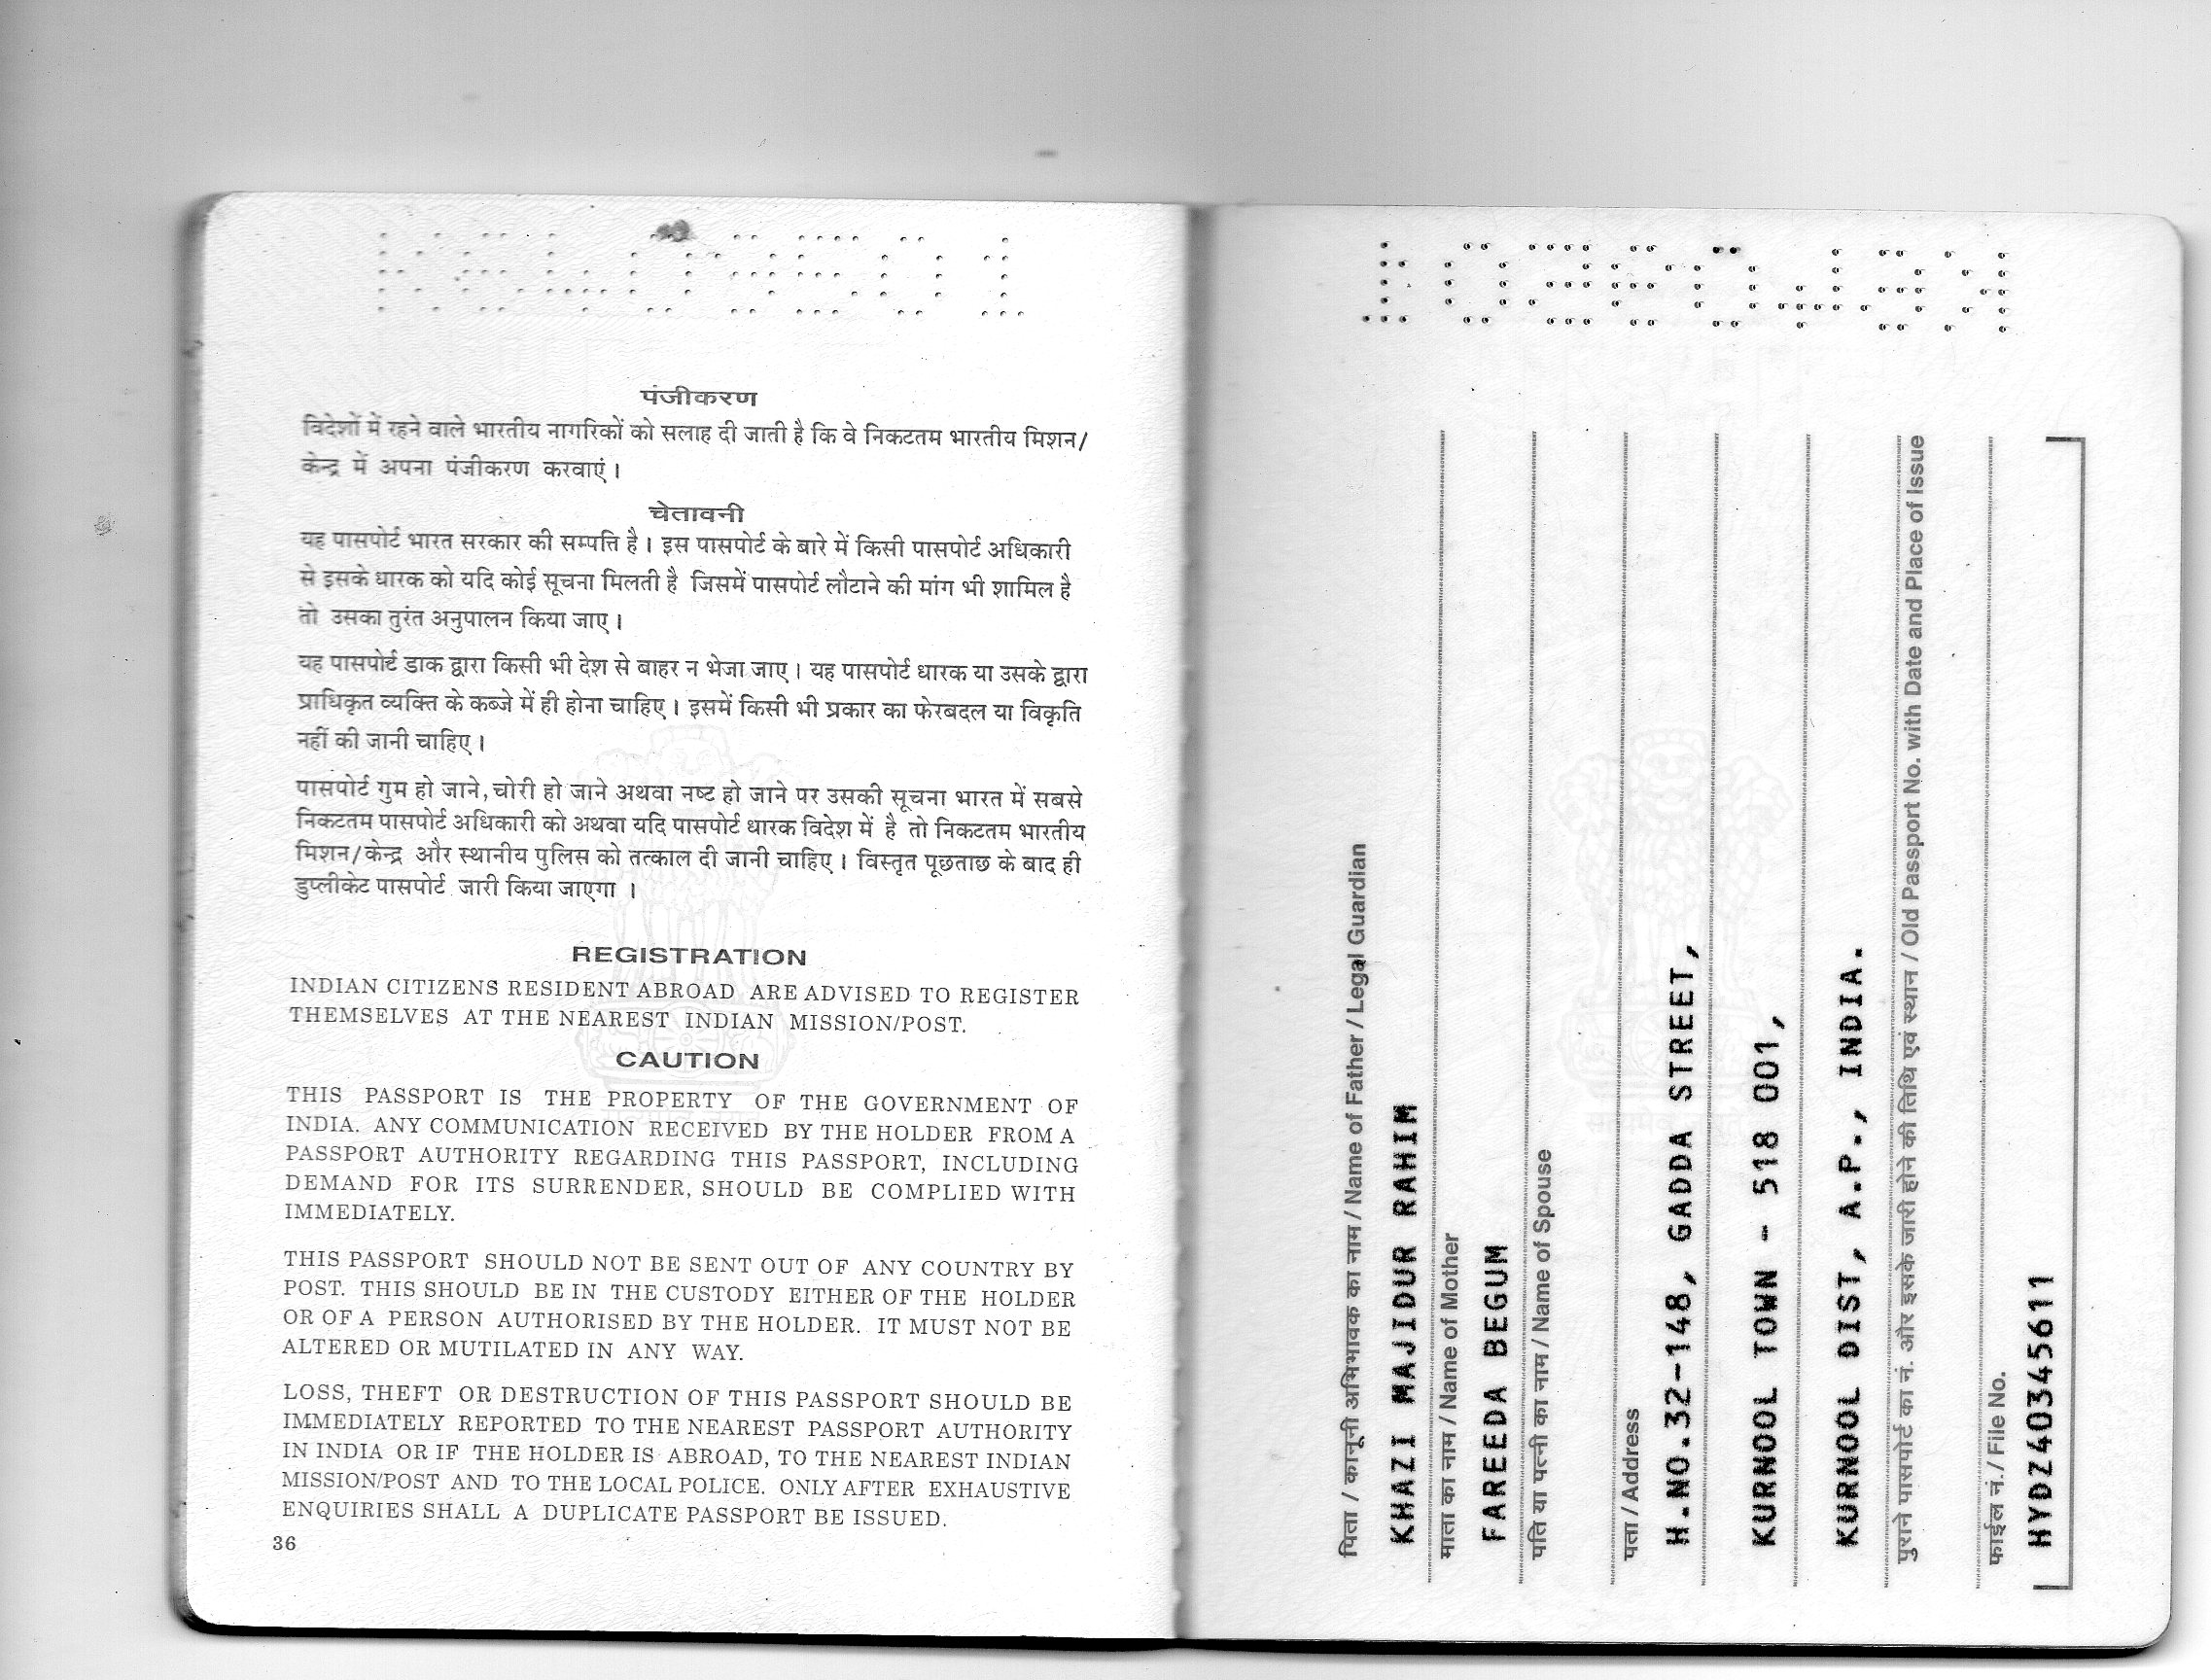 पंजीकरण
विदेशों में रहने वाले भारतीय नागरिकों को सलाह दी जाती है कि वे निकटतम भारतीय मिशन/
केन्द्र में अपना पंजीकरण करवाएं।
चेतावनी
यह पासपोर्ट भारत सरकार की सम्पत्ति है। इस पासपोर्ट के बारे में किसी पासपोर्ट अधिकारी
से इसके धारक को यदि कोई सूचना मिलती है जिसमें पासपोर्ट लौटाने की मांग भी शामिल है
तो उसका तुरंत अनुपालन किया जाए।
यह पासपोर्ट डाक द्वारा किसी भी देश से बाहर न भेजा जाए। यह पासपोर्ट धारक या उसके द्वारा
प्राधिकृत व्यक्ति के कब्जे में ही होना चाहिए। इसमें किसी भी प्रकार का फेरबदल या विकृति
नहीं की जानी चाहिए।
पासपोर्ट गुम हो जाने, चोरी हो जाने अथवा नष्ट हो जाने पर उसकी सूचना भारत में सबसे
निकटतम पासपोर्ट अधिकारी को अथवा यदि पासपोर्ट धारक विदेश में है तो निकटतम भारतीय
मिशन/केन्द्र और स्थानीय पुलिस को तत्काल दी जानी चाहिए। विस्तृत पूछताछ के बाद ही
डुप्लीकेट पासपोर्ट जारी किया जाएगा ।
REGISTRATION
INDIAN CITIZENS RESIDENT ABROAD ARE ADVISED TO REGISTER
THEMSELVES AT THE NEAREST INDIAN MISSION/POST.
CAUTION
THIS PASSPORT IS THE PROPERTY OF THE GOVERNMENT OF
INDIA. ANY COMMUNICATION RECEIVED BY THE HOLDER FROM A
PASSPORT AUTHORITY REGARDING THIS PASSPORT, INCLUDING
DEMAND FOR ITS SURRENDER, SHOULD BE COMPLIED WITH
IMMEDIATELY.
THIS PASSPORT SHOULD NOT BE SENT OUT OF ANY COUNTRY BY
POST. THIS SHOULD BE IN THE CUSTODY EITHER OF THE HOLDER
OR OF A PERSON AUTHORISED BY THE HOLDER. IT MUST NOT BE
ALTERED OR MUTILATED IN ANY WAY.
LOSS, THEFT OR DESTRUCTION OF THIS PASSPORT SHOULD BE
IMMEDIATELY REPORTED TO THE NEAREST PASSPORT AUTHORITY
IN INDIA OR IF THE HOLDER IS ABROAD, TO THE NEAREST INDIAN
MISSION/POST AND TO THE LOCAL POLICE. ONLY AFTER EXHAUSTIVE
ENQUIRIES SHALL A DUPLICATE PASSPORT BE ISSUED.
36
पिता / कानूनी अभिभावक का नाम / Name of Father / Legal Guardian
KHAZI MAJIDUR RAHIM
माता का नाम / Name of Mother
FAREEDA BEGUM
पति या पत्नी का नाम / Name of Spouse
पता / Address
H.NO.32-148, GADDA STREET,
KURNOOL TOWN - 518 001,
KURNOOL DIST, A.P., INDIA.
पुराने पासपोर्ट का नं. और इसके जारी होने की तिथि एवं स्थान / Old Passport No. with Date and Place of Issue
फाईल नं. / File No.
HYDZ40345611